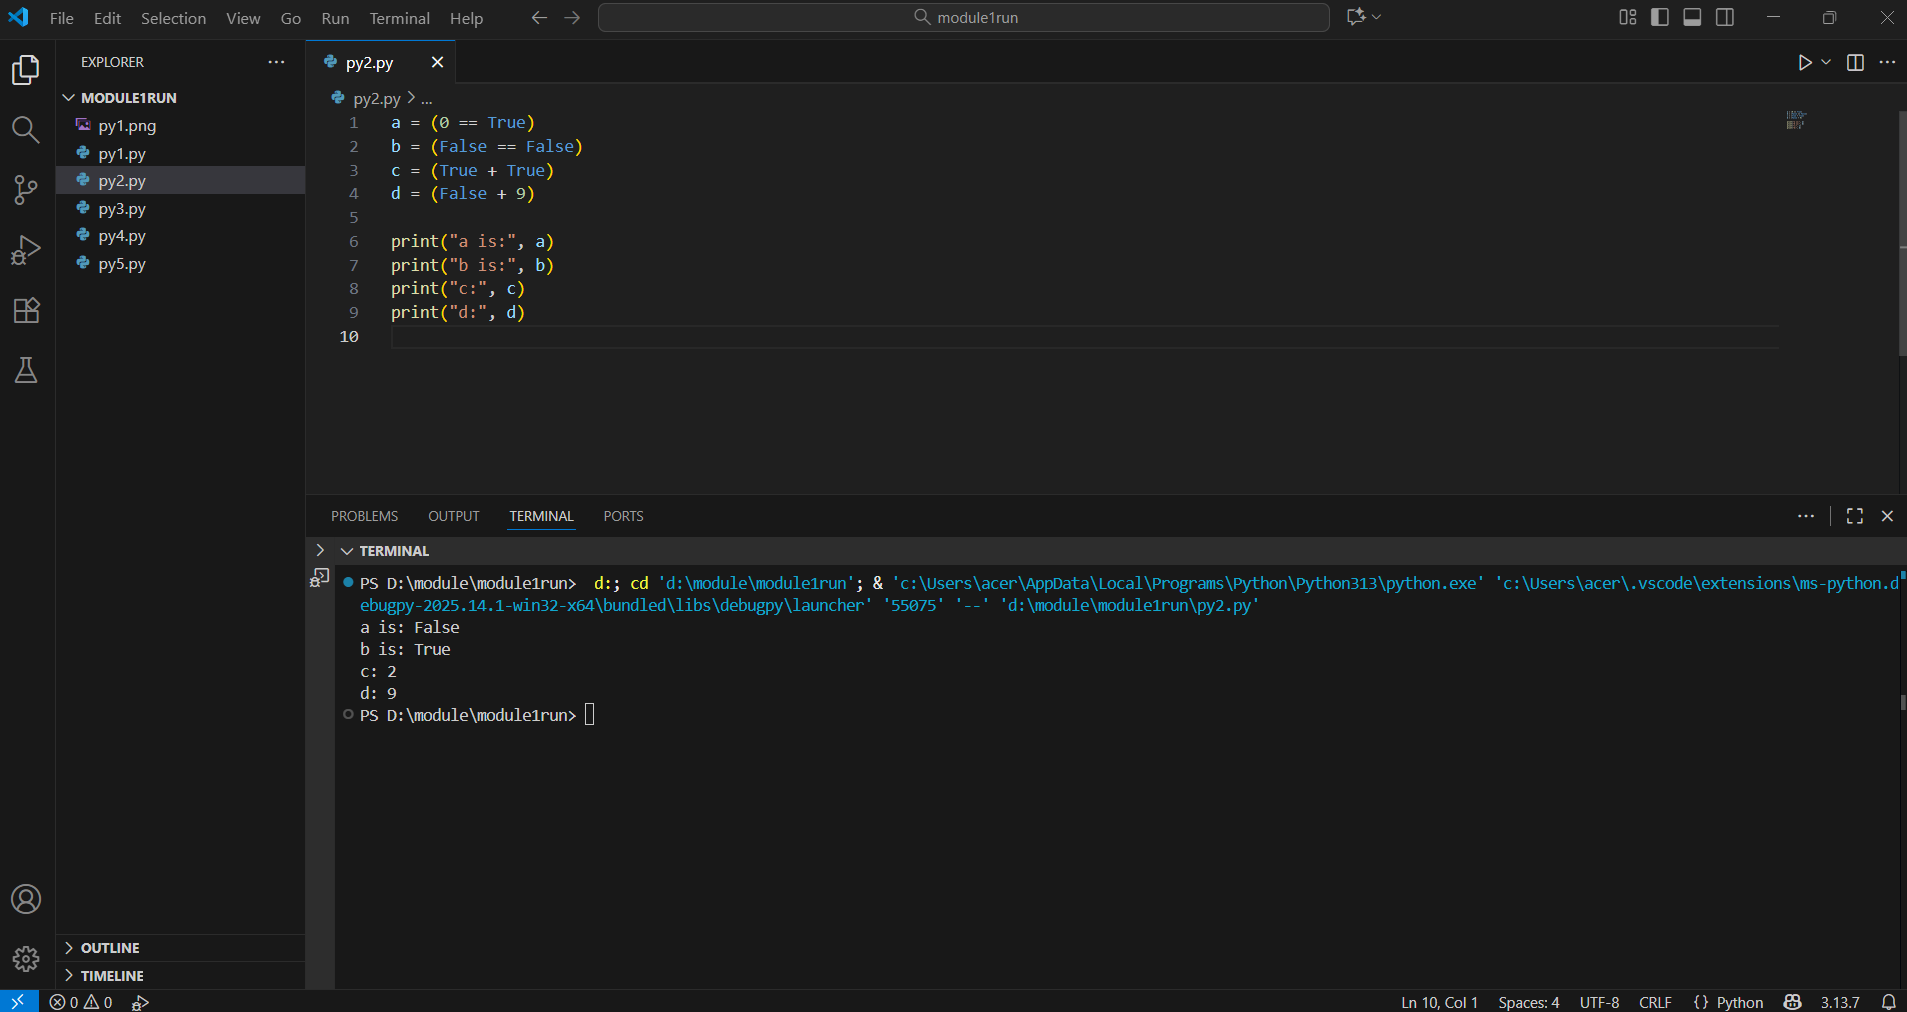 File Edit Selection View Go Run Terminal Help
module1run
EXPLORER
MODULE1RUN
py1.png
py1.py
py2.py
py3.py
py4.py
py5.py
OUTLINE
TIMELINE
py2.py
py2.py > ...
1 a = (0 == True)
2 b = (False == False)
3 c = (True + True)
4 d = (False + 9)
5
6 print("a is:", a)
7 print("b is:", b)
8 print("c:", c)
9 print("d:", d)
10
PROBLEMS OUTPUT TERMINAL PORTS
TERMINAL
PS D:\module\module1run>  d:; cd 'd:\module\module1run'; & 'c:\Users\acer\AppData\Local\Programs\Python\Python313\python.exe' 'c:\Users\acer\.vscode\extensions\ms-python.d
ebugpy-2025.14.1-win32-x64\bundled\libs\debugpy\launcher' '55075' '--' 'd:\module\module1run\py2.py'
a is: False
b is: True
c: 2
d: 9
PS D:\module\module1run>
0 0
Ln 10, Col 1 Spaces: 4 UTF-8 CRLF {} Python 3.13.7